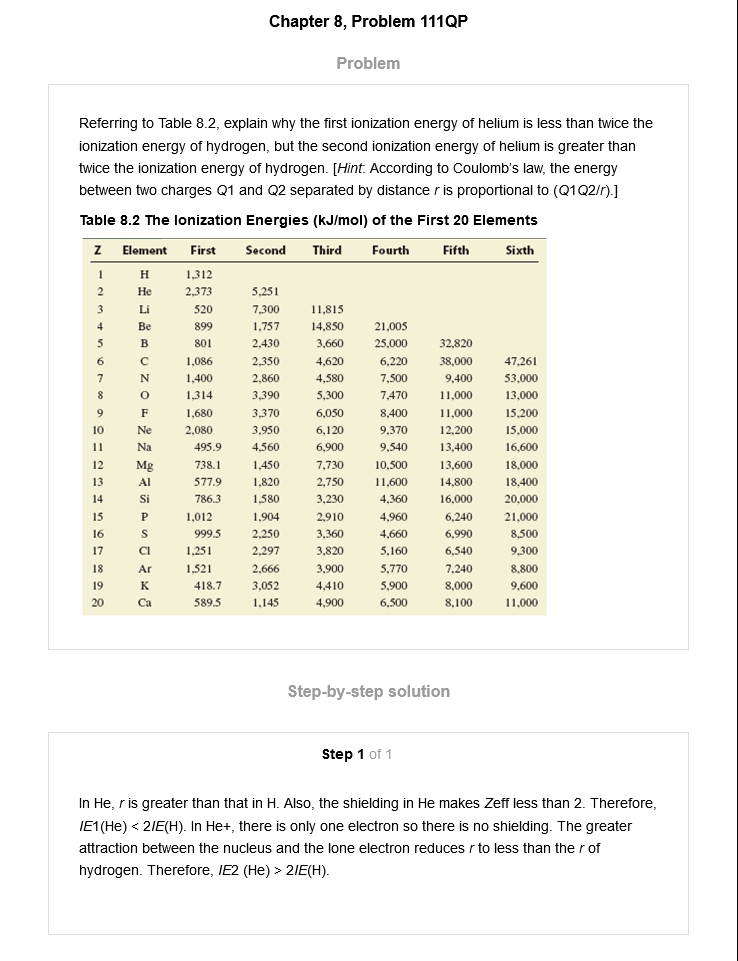 Chapter 8, Problem 111QP
Problem
Referring to Table 8.2, explain why the first ionization energy of helium is less than twice the
ionization energy of hydrogen, but the second ionization energy of helium is greater than
twice the ionization energy of hydrogen. [Hint: According to Coulomb's law, the energy
between two charges Q1 and Q2 separated by distance r is proportional to (Q1Q2/r).]
Table 8.2 The Ionization Energies (kJ/mol) of the First 20 Elements
Z Element First Second Third Fourth Fifth Sixth
1 H 1,312
2 He 2,373 5,251
3 Li 520 7,300 11,815
4 Be 899 1,757 14,850 21,005
5 B 801 2,430 3,660 25,000 32,820
6 C 1,086 2,350 4,620 6,220 38,000 47,261
7 N 1,400 2,860 4,580 7,500 9,400 53,000
8 O 1,314 3,390 5,300 7,470 11,000 13,000
9 F 1,680 3,370 6,050 8,400 11,000 15,200
10 Ne 2,080 3,950 6,120 9,370 12,200 15,000
11 Na 495.9 4,560 6,900 9,540 13,400 16,600
12 Mg 738.1 1,450 7,730 10,500 13,600 18,000
13 Al 577.9 1,820 2,750 11,600 14,800 18,400
14 Si 786.3 1,580 3,230 4,360 16,000 20,000
15 P 1,012 1,904 2,910 4,960 6,240 21,000
16 S 999.5 2,250 3,360 4,660 6,990 8,500
17 Cl 1,251 2,297 3,820 5,160 6,540 9,300
18 Ar 1,521 2,666 3,900 5,770 7,240 8,800
19 K 418.7 3,052 4,410 5,900 8,000 9,600
20 Ca 589.5 1,145 4,900 6,500 8,100 11,000
Step-by-step solution
Step 1 of 1
In He, r is greater than that in H. Also, the shielding in He makes Zeff less than 2. Therefore,
IE1(He) < 2IE(H). In He+, there is only one electron so there is no shielding. The greater
attraction between the nucleus and the lone electron reduces r to less than the r of
hydrogen. Therefore, IE2 (He) > 2IE(H).